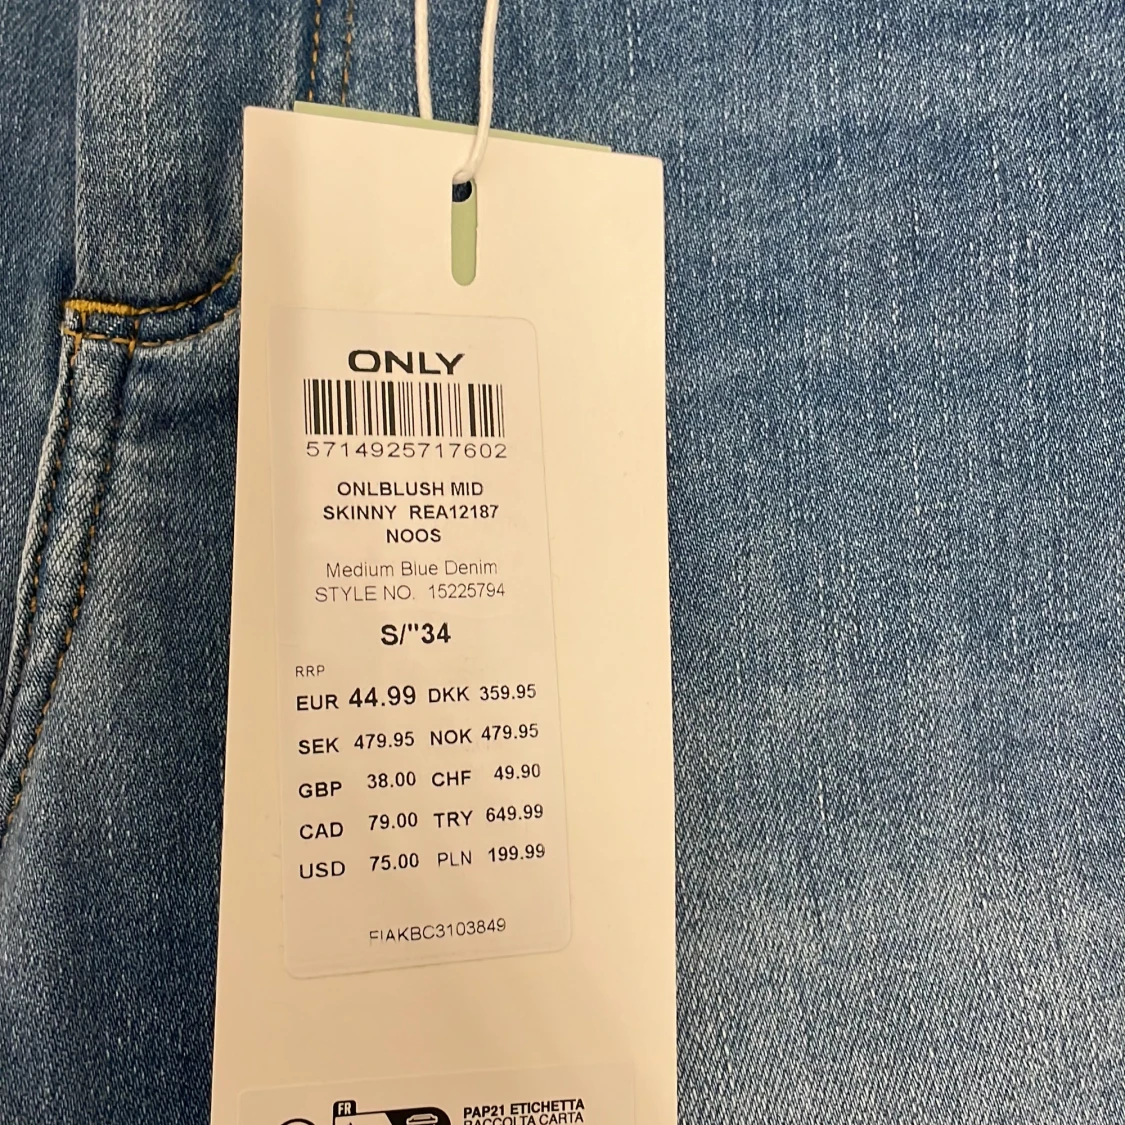 ONLY
5714925717602
ONLBLUSH MID
SKINNY REA12187
NOOS
Medium Blue Denim
STYLE NO. 15225794
S/"34
RRP
EUR 44.99 DKK 359.95
SEK 479.95 NOK 479.95
GBP 38.00 CHF 49.90
CAD 79.00 TRY 649.99
USD 75.00 PLN 199.99
FIAKBC3103849
FR
PAP21 ETICHETTA
RACCOLTA CARTA